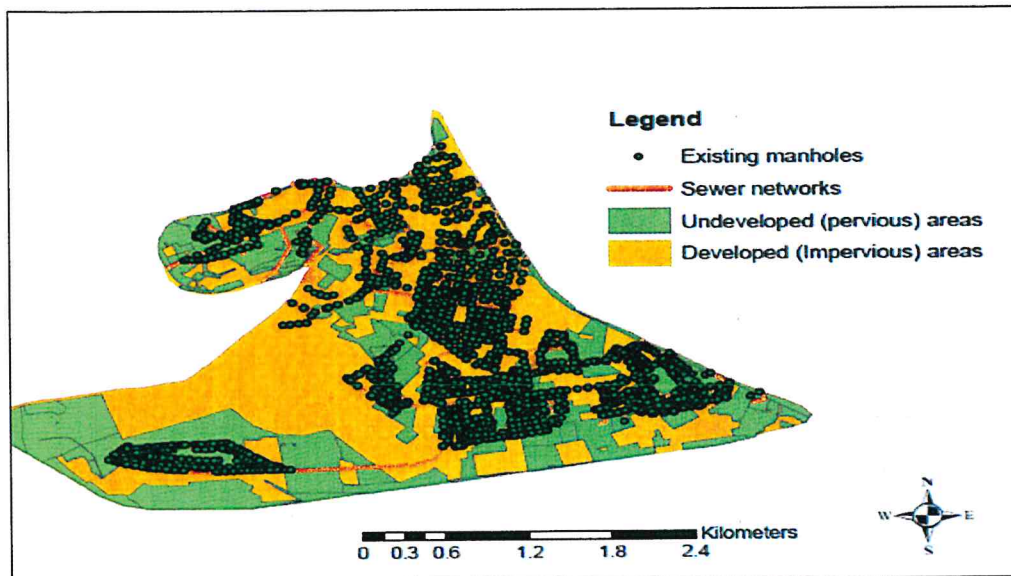 Legend
Existing manholes
Sewer networks
Undeveloped (pervious) areas
Developed (Impervious) areas
N
W E
S
Kilometers
0 0.3 0.6 1.2 1.8 2.4